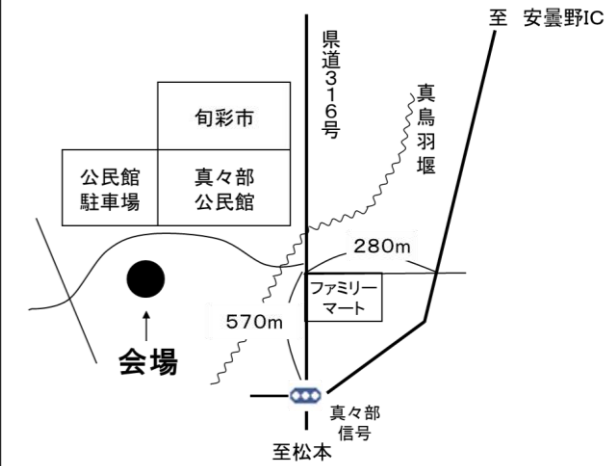 至 安曇野IC
県道316号
真鳥羽堰
旬彩市
公民館
駐車場
真々部
公民館
280m
ファミリー
マート
570m
会場
真々部
信号
至松本